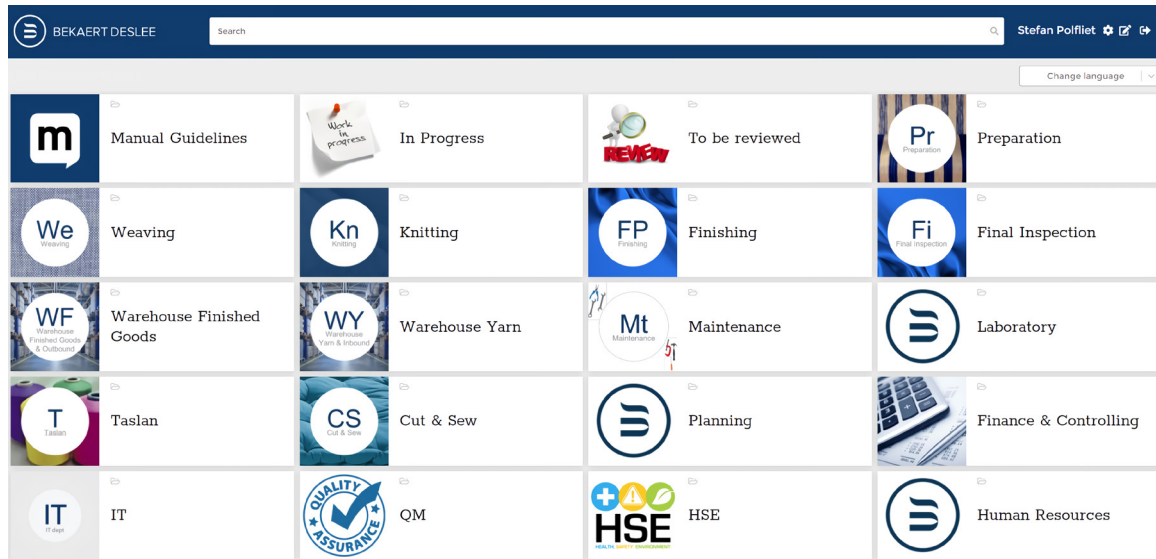 BEKAERT DESLEE
Search
Stefan Polfliet
Change language
m
Manual Guidelines
Work
in
progress
In Progress
REVIEW
To be reviewed
Pr
Preparation
Preparation
We
Weaving
Weaving
Kn
Knitting
Knitting
FP
Finishing
Finishing
Fi
Final Inspection
Final Inspection
WF
Warehouse
Finished Goods
& Outbound
Warehouse Finished
Goods
WY
Warehouse
Yarn & Inbound
Warehouse Yarn
Mt
Maintenance
Maintenance
Laboratory
T
Taslan
Taslan
CS
Cut & Sew
Cut & Sew
Planning
Finance & Controlling
IT
IT dept
IT
QUALITY
ASSURANCE
QM
HSE
HEALTH SAFETY ENVIRONMENT
HSE
Human Resources